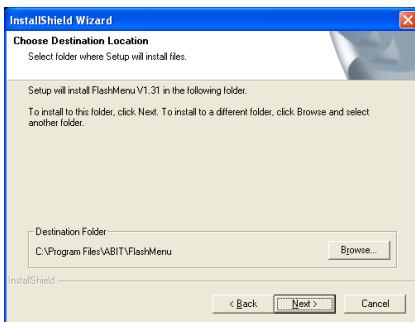 InstallShield Wizard
Choose Destination Location
Select folder where Setup will install files.
Setup will install FlashMenu V1.31 in the following folder.
To install to this folder, click Next. To install to a different folder, click Browse and select
another folder.
Destination Folder
C:\Program Files\ABIT\FlashMenu
Browse...
InstallShield
< Back
Next >
Cancel